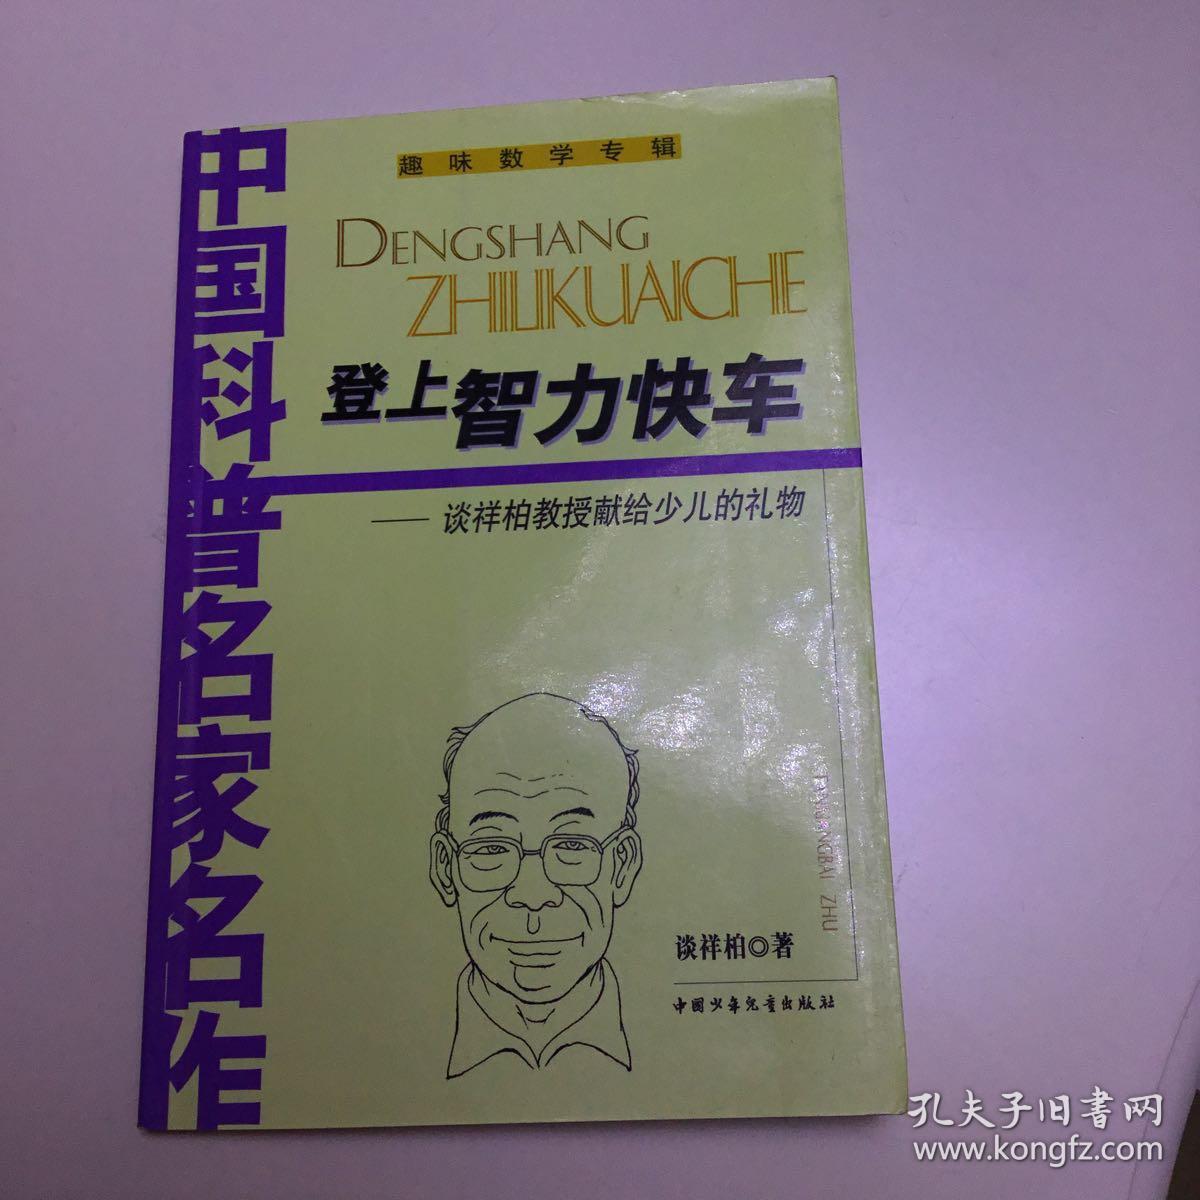 中国科普名家名作
趣味数学专辑
DENGSHANG
ZHILIKUAICHE
登上智力快车
——谈祥柏教授献给少儿的礼物
ZHU
谈祥柏◎著
中国少年儿童出版社
孔夫子旧书网
www.kongfz.com